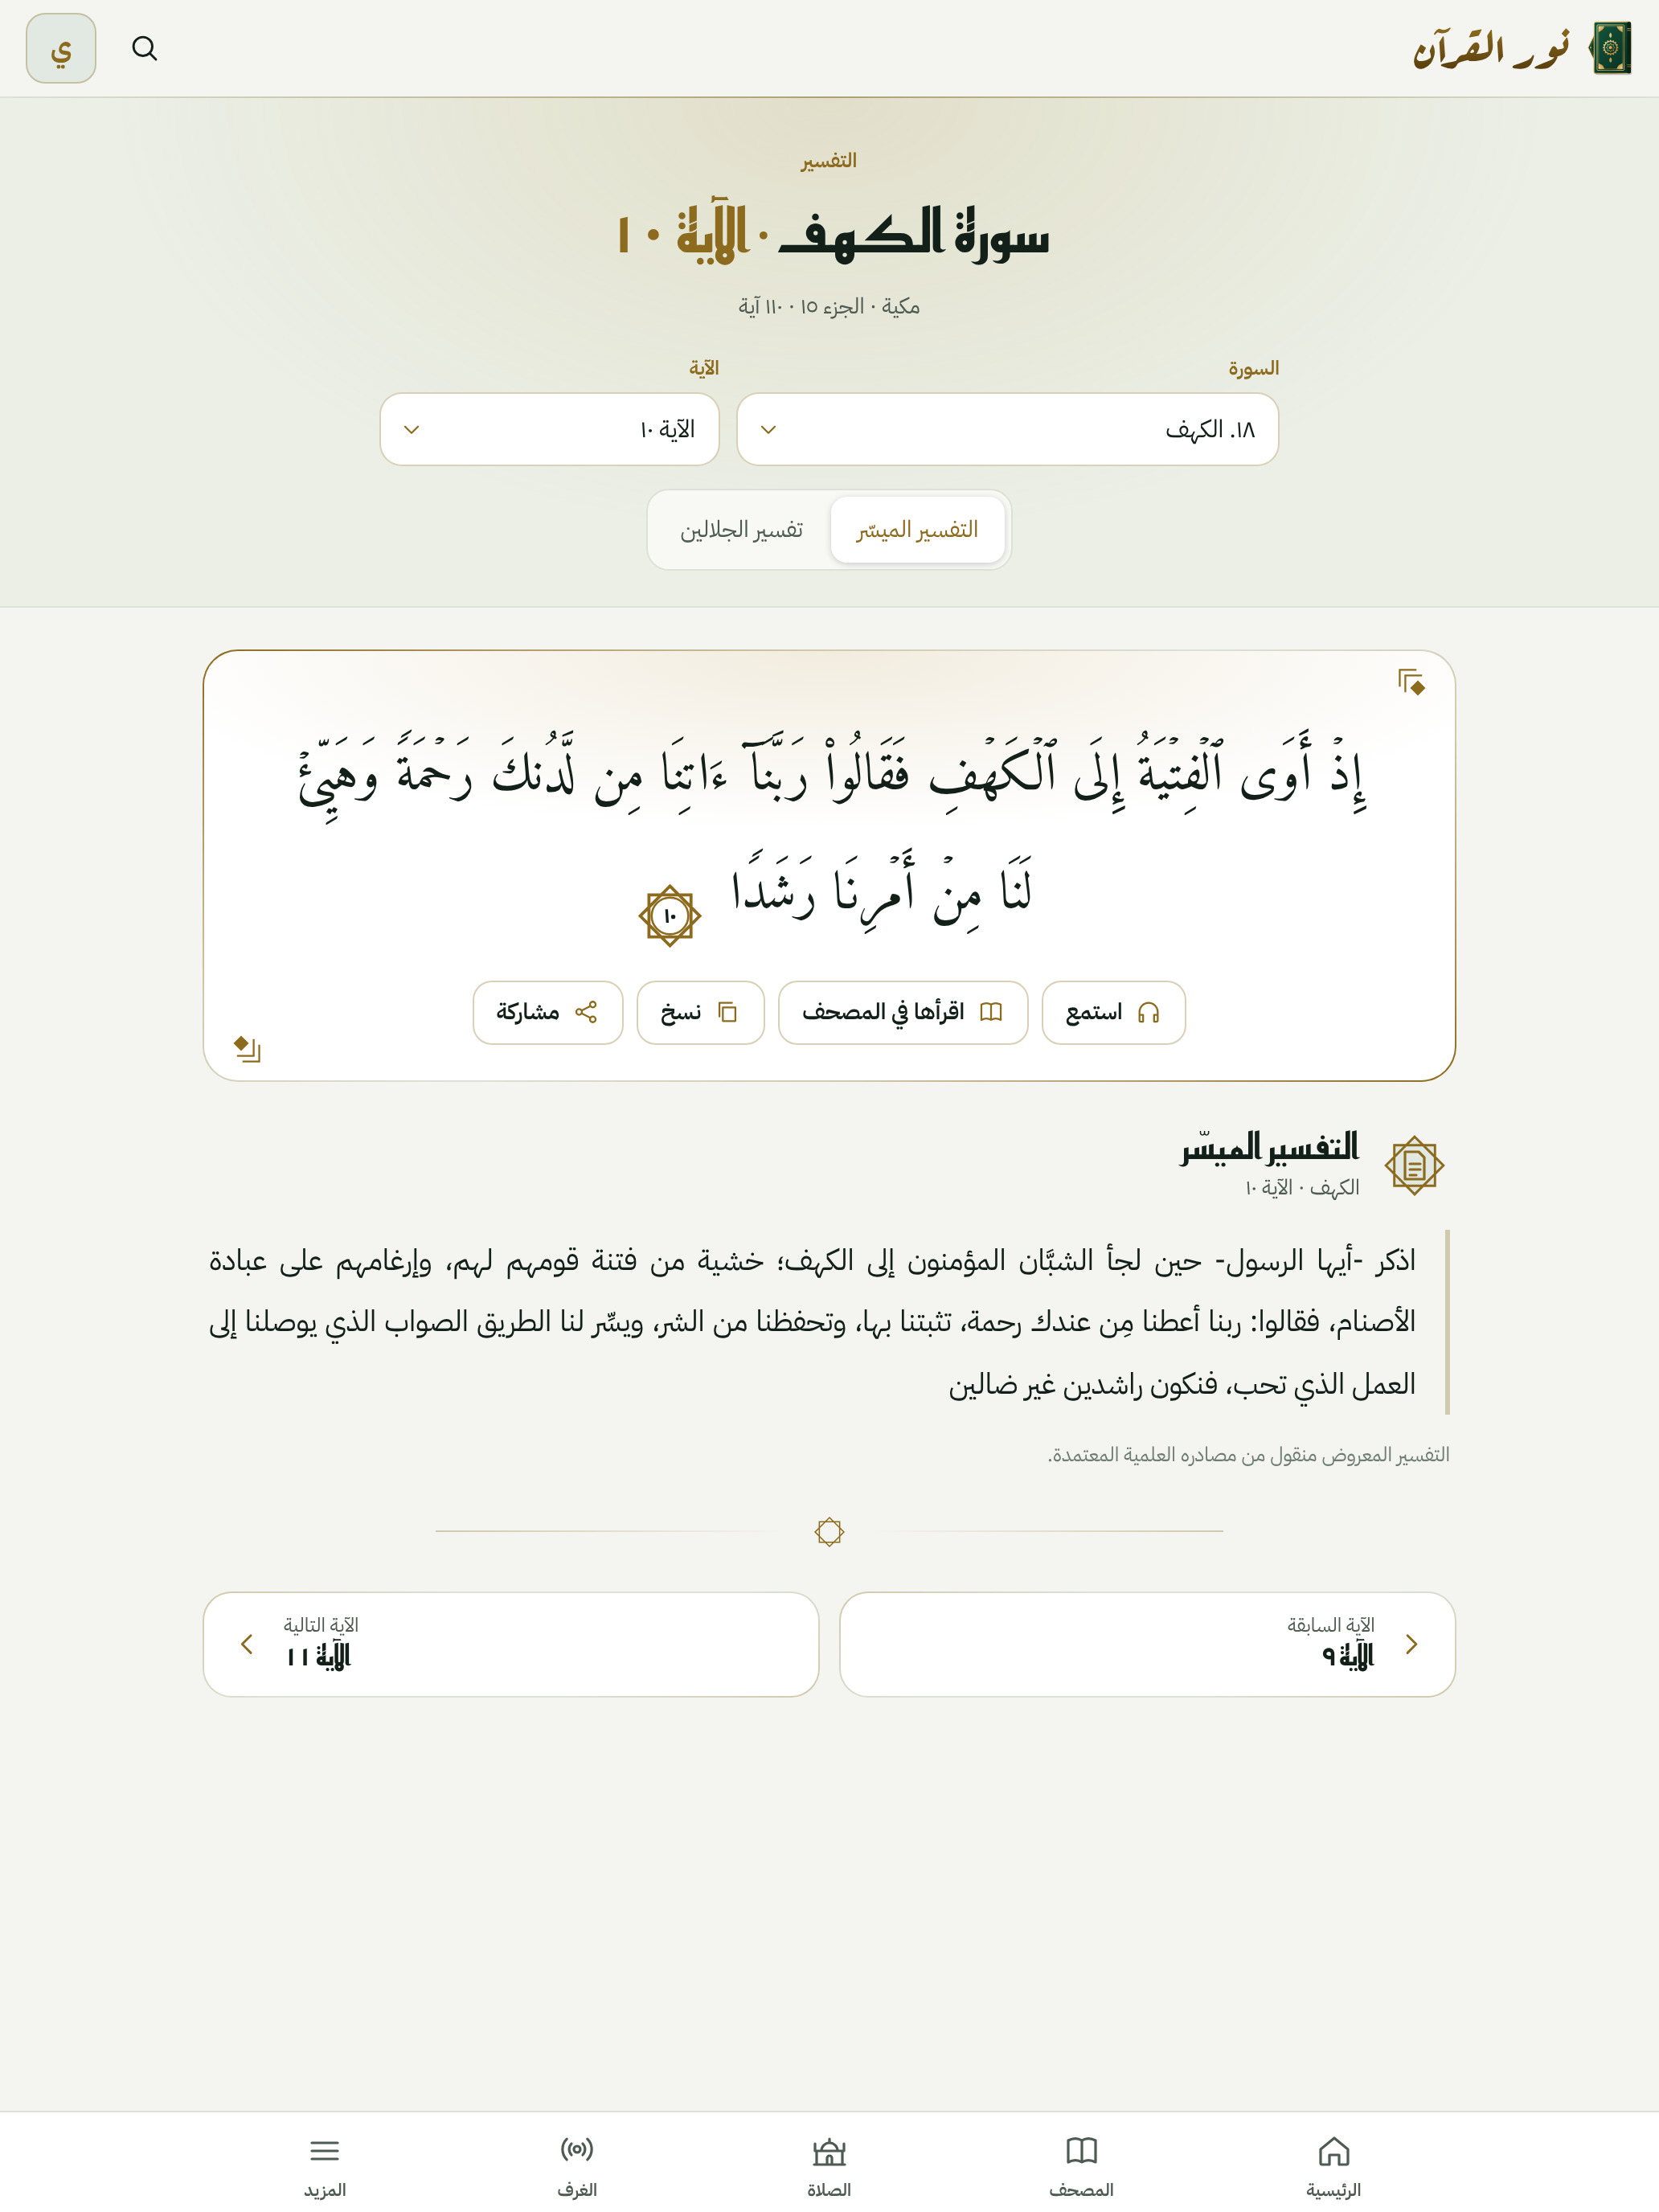 نور القرآن
ي
التفسير
سورة الكهف · الآية ١٠
مكية · الجزء ١٥ · ١١٠ آية
السورة
الآية
١٨. الكهف
الآية ١٠
التفسير الميسّر
تفسير الجلالين
إِذۡ أَوَى ٱلۡفِتۡيَةُ إِلَى ٱلۡكَهۡفِ فَقَالُواْ رَبَّنَآ ءَاتِنَا مِن لَّدُنكَ رَحۡمَةٗ وَهَيِّئۡ
لَنَا مِنۡ أَمۡرِنَا رَشَدٗا ١٠
استمع
اقرأها في المصحف
نسخ
مشاركة
التفسير الميسّر
الكهف · الآية ١٠
اذكر -أيها الرسول- حين لجأ الشبَّان المؤمنون إلى الكهف؛ خشية من فتنة قومهم لهم، وإرغامهم على عبادة
الأصنام، فقالوا: ربنا أعطنا مِن عندك رحمة، تثبتنا بها، وتحفظنا من الشر، ويسِّر لنا الطريق الصواب الذي يوصلنا إلى
العمل الذي تحب، فنكون راشدين غير ضالين
التفسير المعروض منقول من مصادره العلمية المعتمدة.
الآية السابقة
الآية ٩
الآية التالية
الآية ١١
الرئيسية
المصحف
الصلاة
الغرف
المزيد